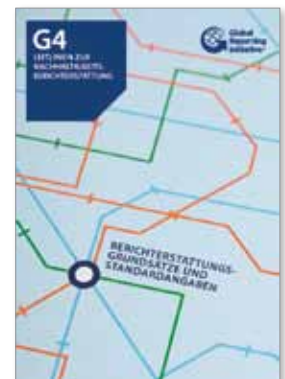 G4
LEITLINIEN ZUR
NACHHALTIGKEITS-
BERICHTERSTATTUNG
Global
Reporting
Initiative
BERICHTERSTATTUNGS-
GRUNDSÄTZE UND
STANDARDANGABEN